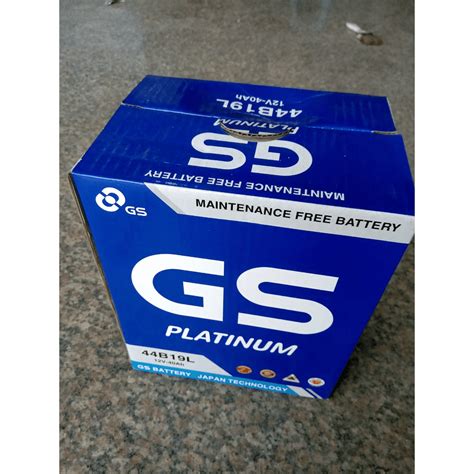 44B19L
12V-40Ah
PLATINUM
GS
MAINTENANCE FREE BATTERY
GS
MAINTENANCE FREE BATTERY
GS
PLATINUM
44B19L
12V-40Ah
GS BATTERY JAPAN TECHNOLOGY